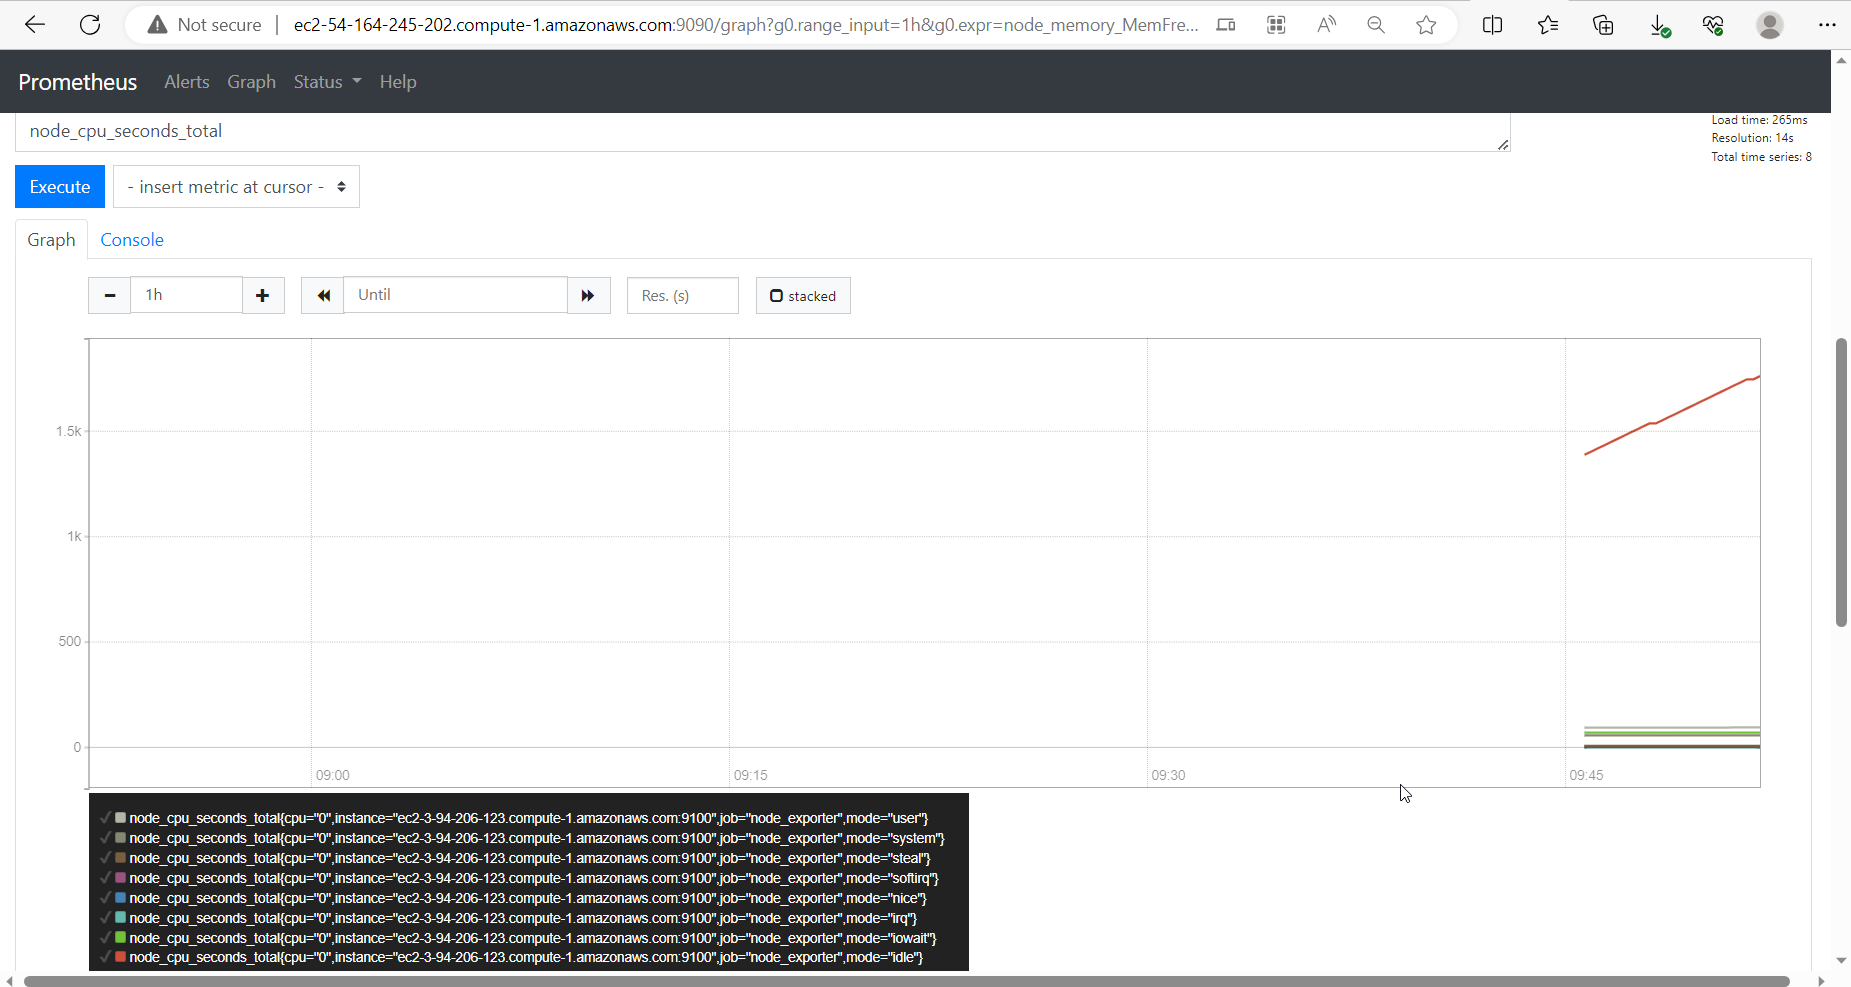 Not secure | ec2-54-164-245-202.compute-1.amazonaws.com:9090/graph?g0.range_input=1h&g0.expr=node_memory_MemFre...
Prometheus Alerts Graph Status Help
node_cpu_seconds_total
Load time: 265ms
Resolution: 14s
Total time series: 8
Execute - insert metric at cursor -
Graph Console
1h Until Res. (s) stacked
1.5k
1k
500
0
09:00 09:15 09:30 09:45
node_cpu_seconds_total{cpu="0",instance="ec2-3-94-206-123.compute-1.amazonaws.com:9100",job="node_exporter",mode="user"}
node_cpu_seconds_total{cpu="0",instance="ec2-3-94-206-123.compute-1.amazonaws.com:9100",job="node_exporter",mode="system"}
node_cpu_seconds_total{cpu="0",instance="ec2-3-94-206-123.compute-1.amazonaws.com:9100",job="node_exporter",mode="steal"}
node_cpu_seconds_total{cpu="0",instance="ec2-3-94-206-123.compute-1.amazonaws.com:9100",job="node_exporter",mode="softirq"}
node_cpu_seconds_total{cpu="0",instance="ec2-3-94-206-123.compute-1.amazonaws.com:9100",job="node_exporter",mode="nice"}
node_cpu_seconds_total{cpu="0",instance="ec2-3-94-206-123.compute-1.amazonaws.com:9100",job="node_exporter",mode="irq"}
node_cpu_seconds_total{cpu="0",instance="ec2-3-94-206-123.compute-1.amazonaws.com:9100",job="node_exporter",mode="iowait"}
node_cpu_seconds_total{cpu="0",instance="ec2-3-94-206-123.compute-1.amazonaws.com:9100",job="node_exporter",mode="idle"}